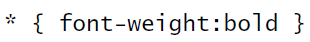 * { font-weight:bold }